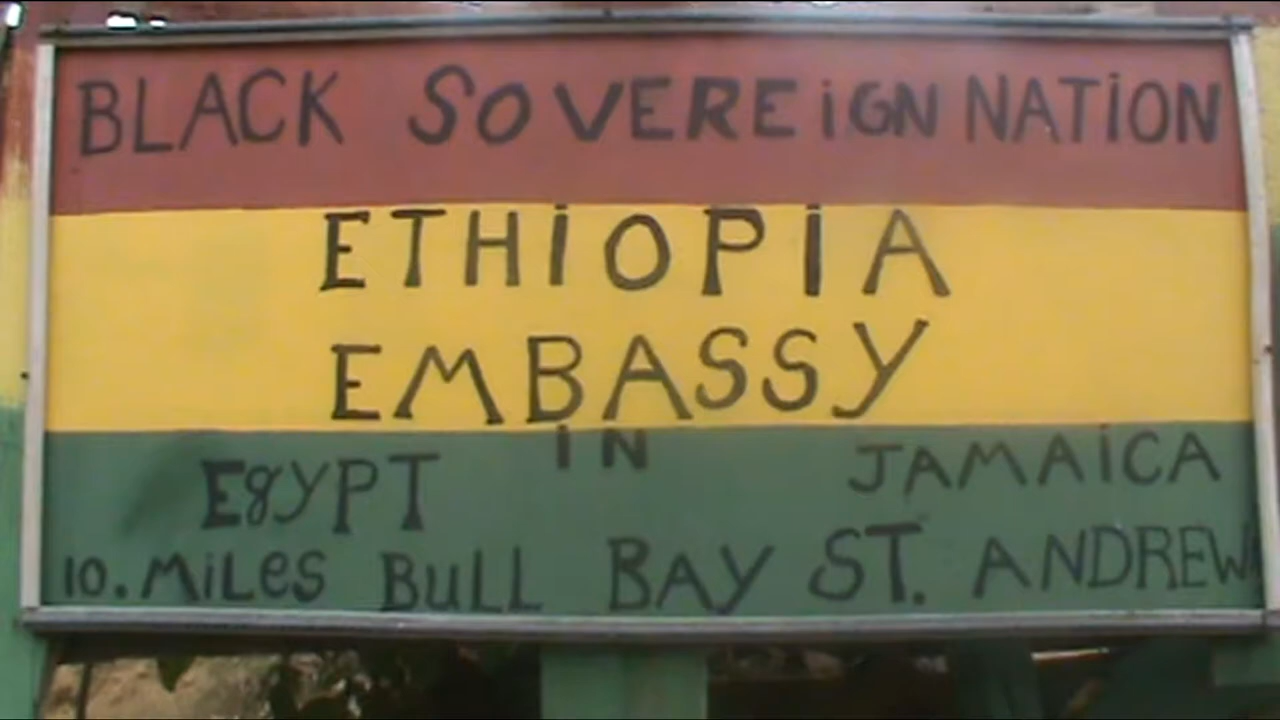 BLACK SOVEREiGN NATiON
ETHiOPiA
EMBASSY
iN
EgYPT JAMAiCA
10. MiLes BuLL BAY ST. ANDREW